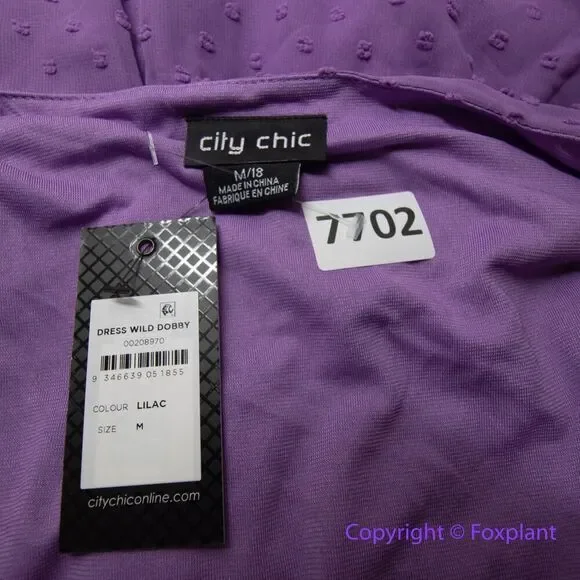 city chic
M/18
MADE IN CHINA
FABRIQUE EN CHINE
7702
DRESS WILD DOBBY
00208970
9 346639 051855
COLOUR LILAC
SIZE M
citychiconline.com
Copyright © Foxplant